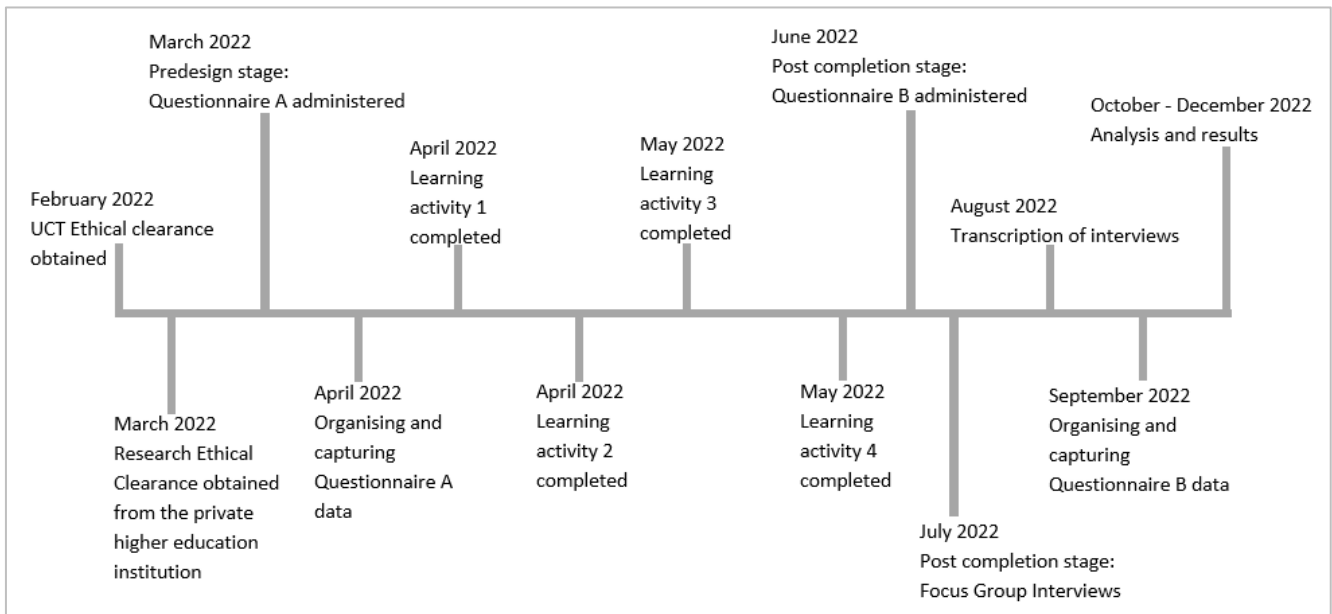 February 2022
UCT Ethical clearance
obtained
March 2022
Research Ethical
Clearance obtained
from the private
higher education
institution
March 2022
Predesign stage:
Questionnaire A administered
April 2022
Organising and
capturing
Questionnaire A
data
April 2022
Learning
activity 1
completed
April 2022
Learning
activity 2
completed
May 2022
Learning
activity 3
completed
May 2022
Learning
activity 4
completed
June 2022
Post completion stage:
Questionnaire B administered
July 2022
Post completion stage:
Focus Group Interviews
August 2022
Transcription of interviews
September 2022
Organising and
capturing
Questionnaire B data
October - December 2022
Analysis and results